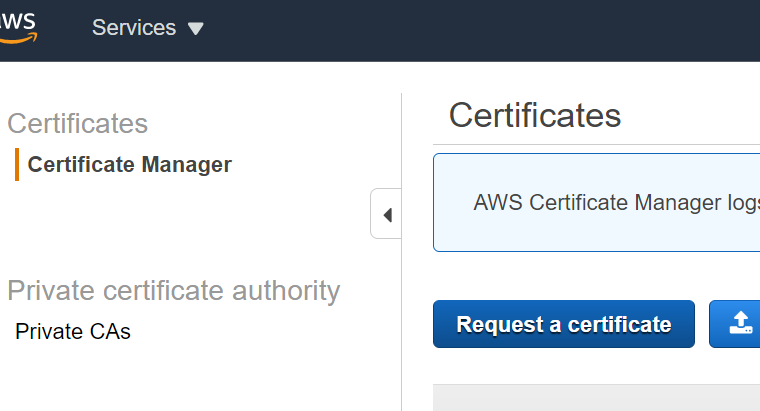 aws
Services
Certificates
Certificate Manager
Private certificate authority
Private CAs
Certificates
AWS Certificate Manager logs
Request a certificate